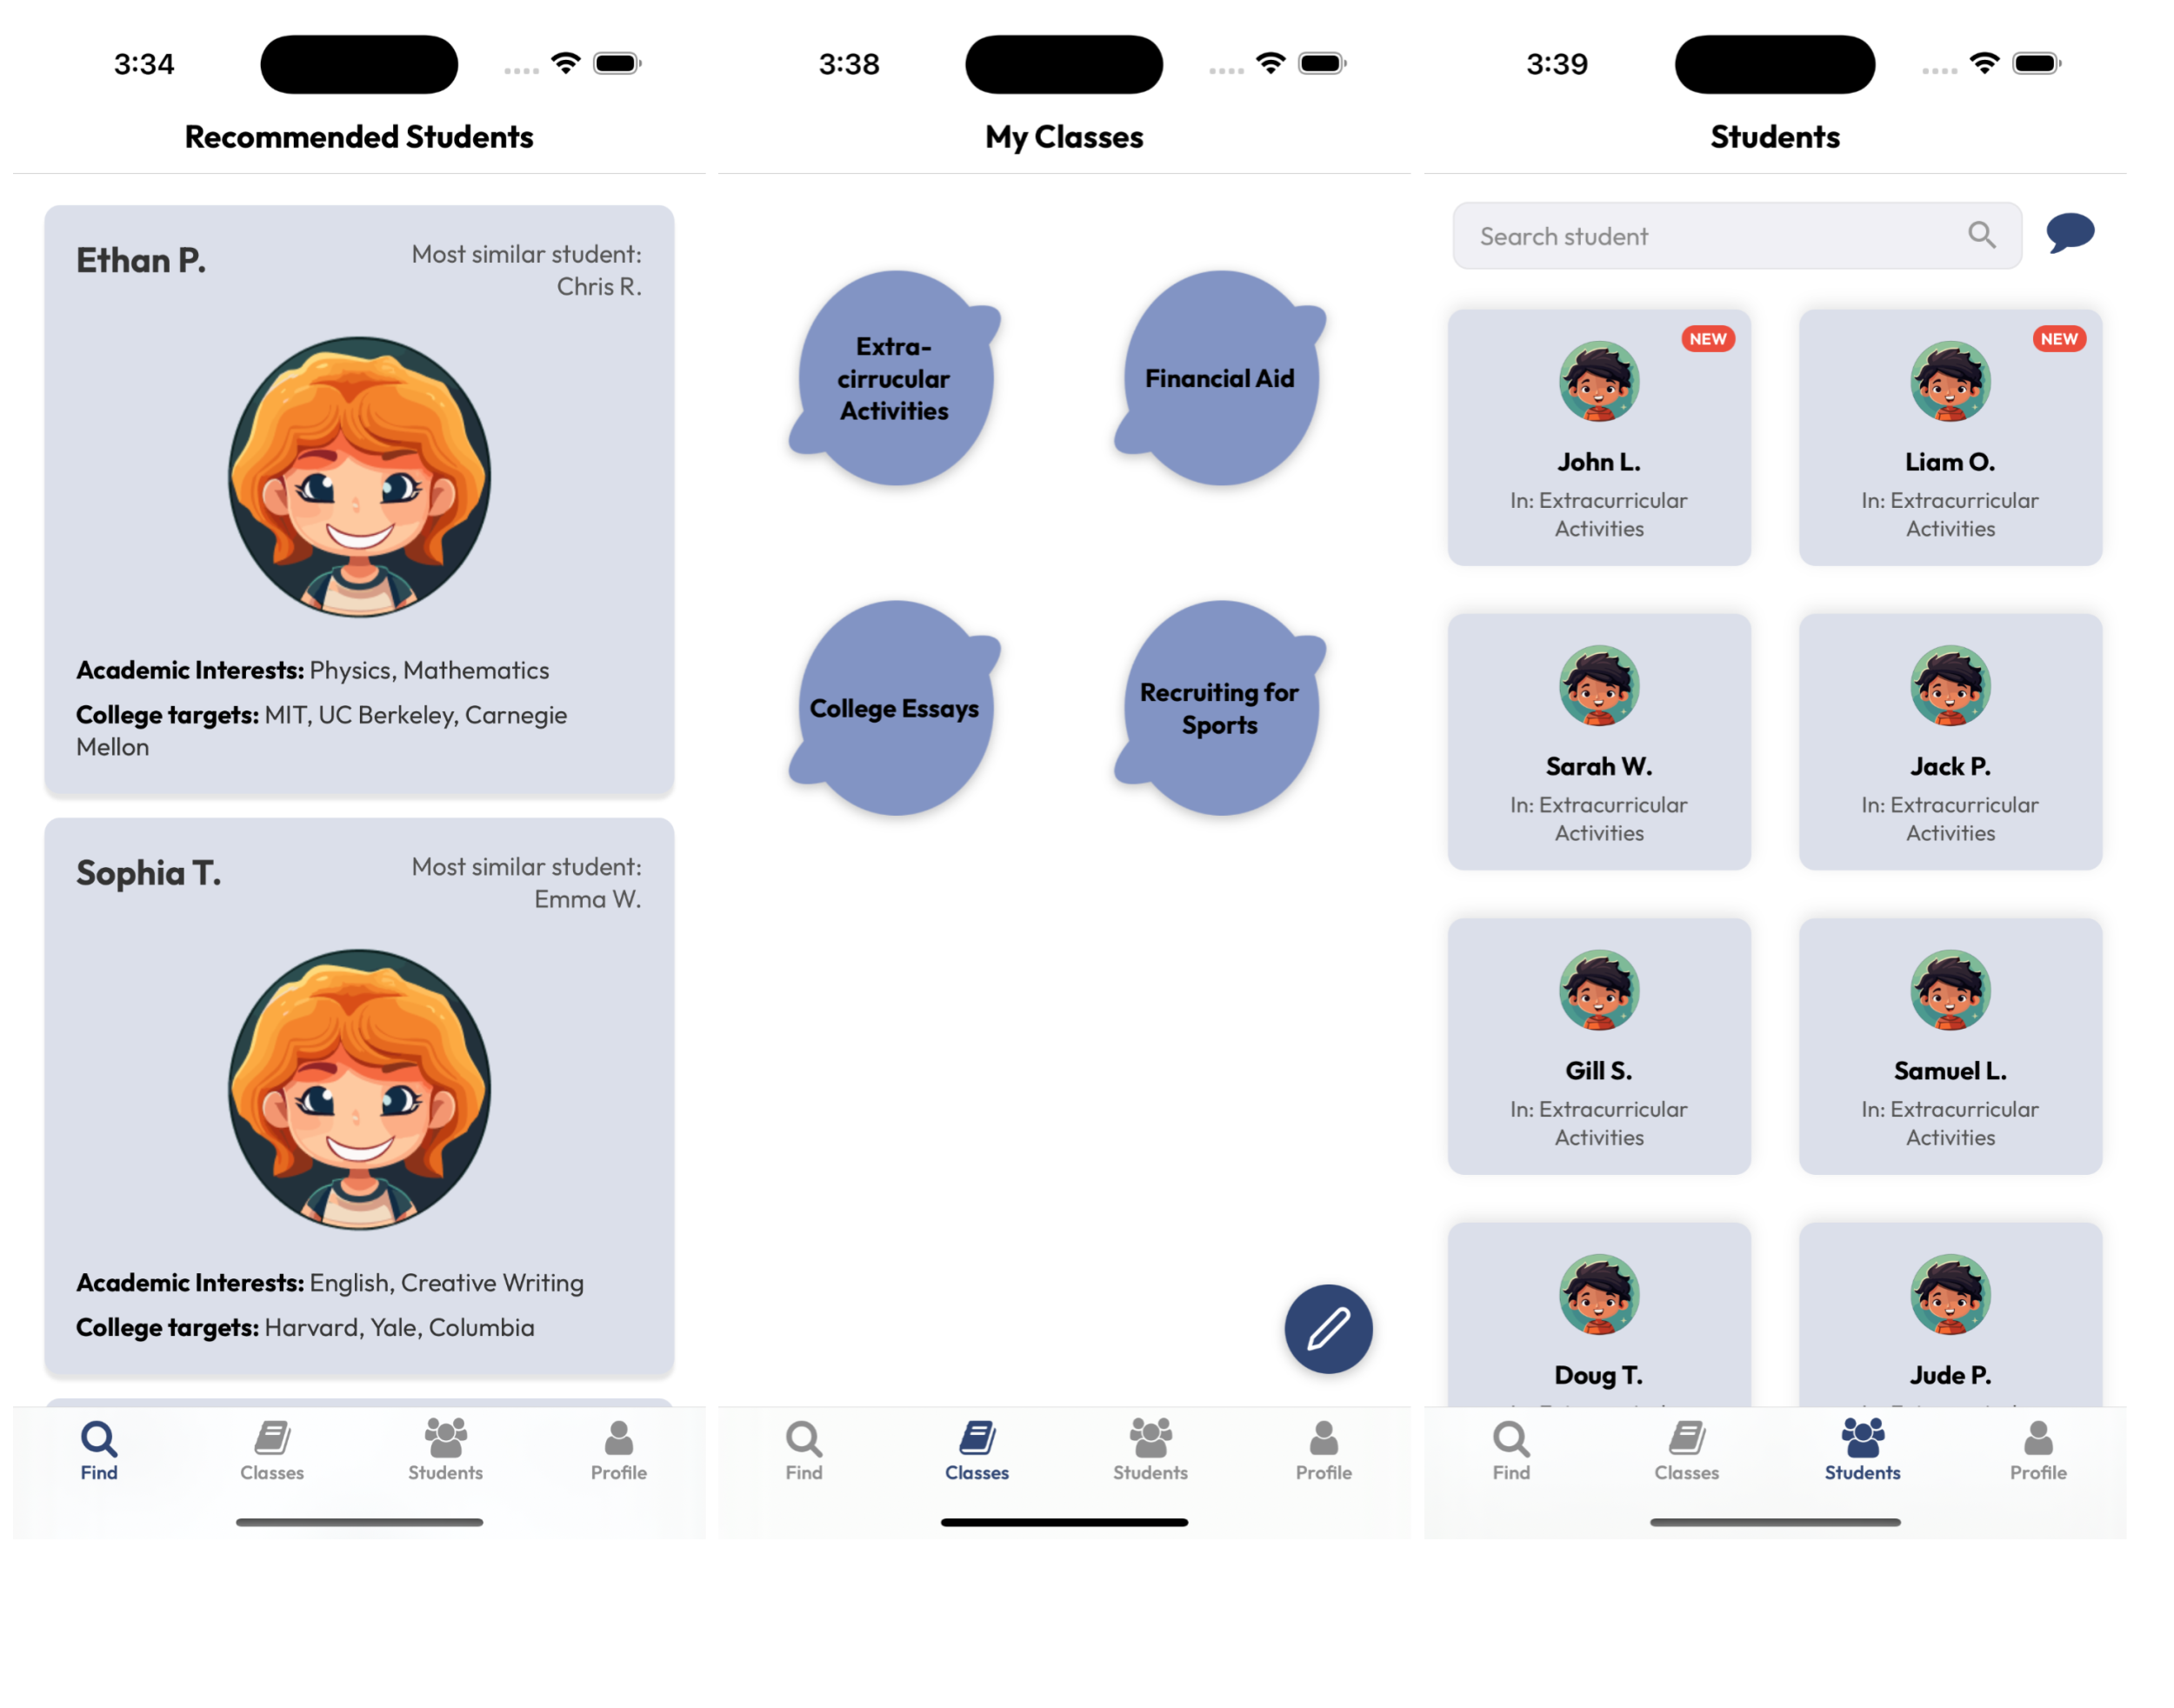 3:34
Recommended Students
Ethan P.
Most similar student:
Chris R.
Academic Interests: Physics, Mathematics
College targets: MIT, UC Berkeley, Carnegie
Mellon
Sophia T.
Most similar student:
Emma W.
Academic Interests: English, Creative Writing
College targets: Harvard, Yale, Columbia
Find
Classes
Students
Profile
3:38
My Classes
Extra-
cirrucular
Activities
Financial Aid
College Essays
Recruiting for
Sports
Find
Classes
Students
Profile
3:39
Students
Search student
NEW
John L.
In: Extracurricular
Activities
NEW
Liam O.
In: Extracurricular
Activities
Sarah W.
In: Extracurricular
Activities
Jack P.
In: Extracurricular
Activities
Gill S.
In: Extracurricular
Activities
Samuel L.
In: Extracurricular
Activities
Doug T.
Jude P.
Find
Classes
Students
Profile